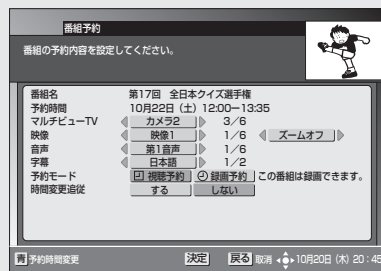 番組予約
番組の予約内容を設定してください。
番組名 第17回 全日本クイズ選手権
予約時間 10月22日（土）12:00ー13:35
マルチビューTV カメラ2 3／6
映像 映像1 1／6 ズームオフ
音声 第1音声 1／6
字幕 日本語 1／2
予約モード 視聴予約 録画予約 この番組は録画できます。
時間変更追従 する しない
青 予約時間変更 決定 戻る 取消 10月20日（木）20：45